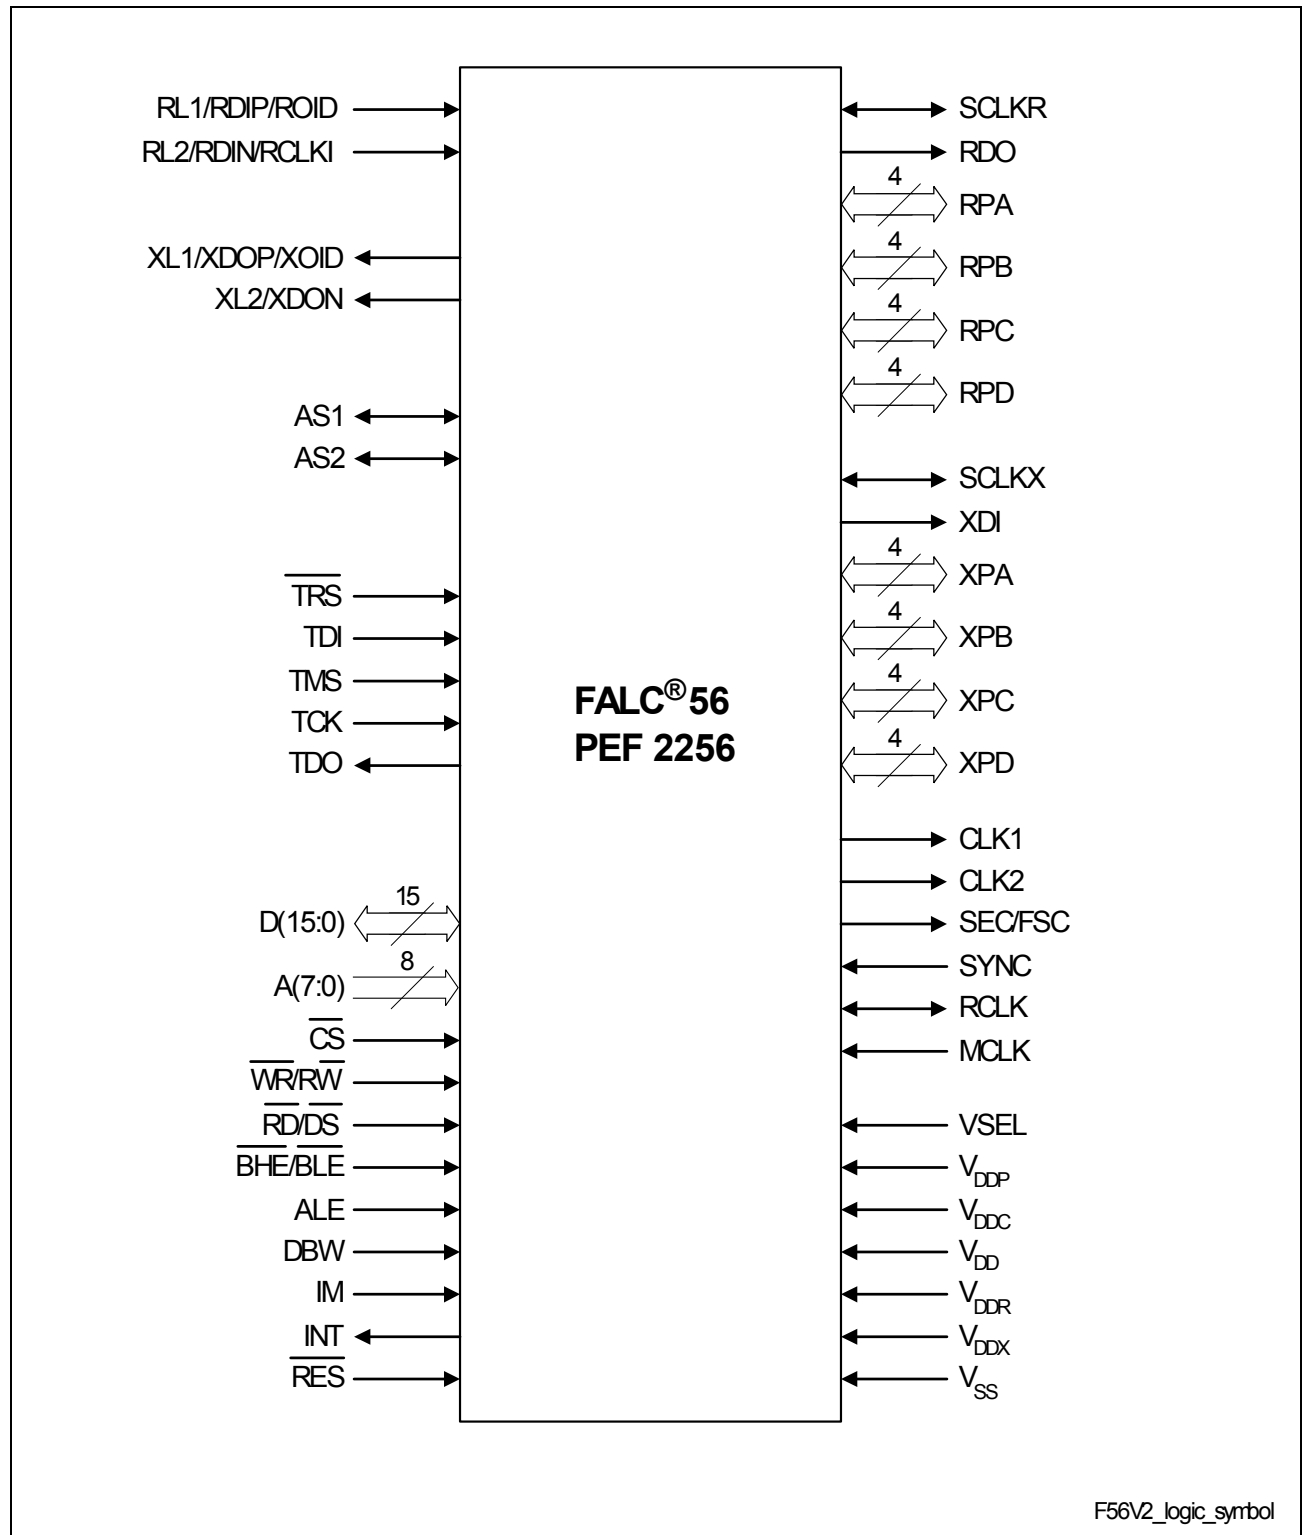 RL1/RDIP/ROID
RL2/RDIN/RCLKI
XL1/XDOP/XOID
XL2/XDON
AS1
AS2
TRS
TDI
TMS
TCK
TDO
15
D(15:0)
8
A(7:0)
CS
WR/RW
RD/DS
BHE/BLE
ALE
DBW
IM
INT
RES
FALC®56
PEF 2256
SCLKR
RDO
4
RPA
4
RPB
4
RPC
4
RPD
SCLKX
XDI
4
XPA
4
XPB
4
XPC
4
XPD
CLK1
CLK2
SEC/FSC
SYNC
RCLK
MCLK
VSEL
VDDP
VDDC
VDD
VDDR
VDDX
VSS
F56V2_logic_symbol